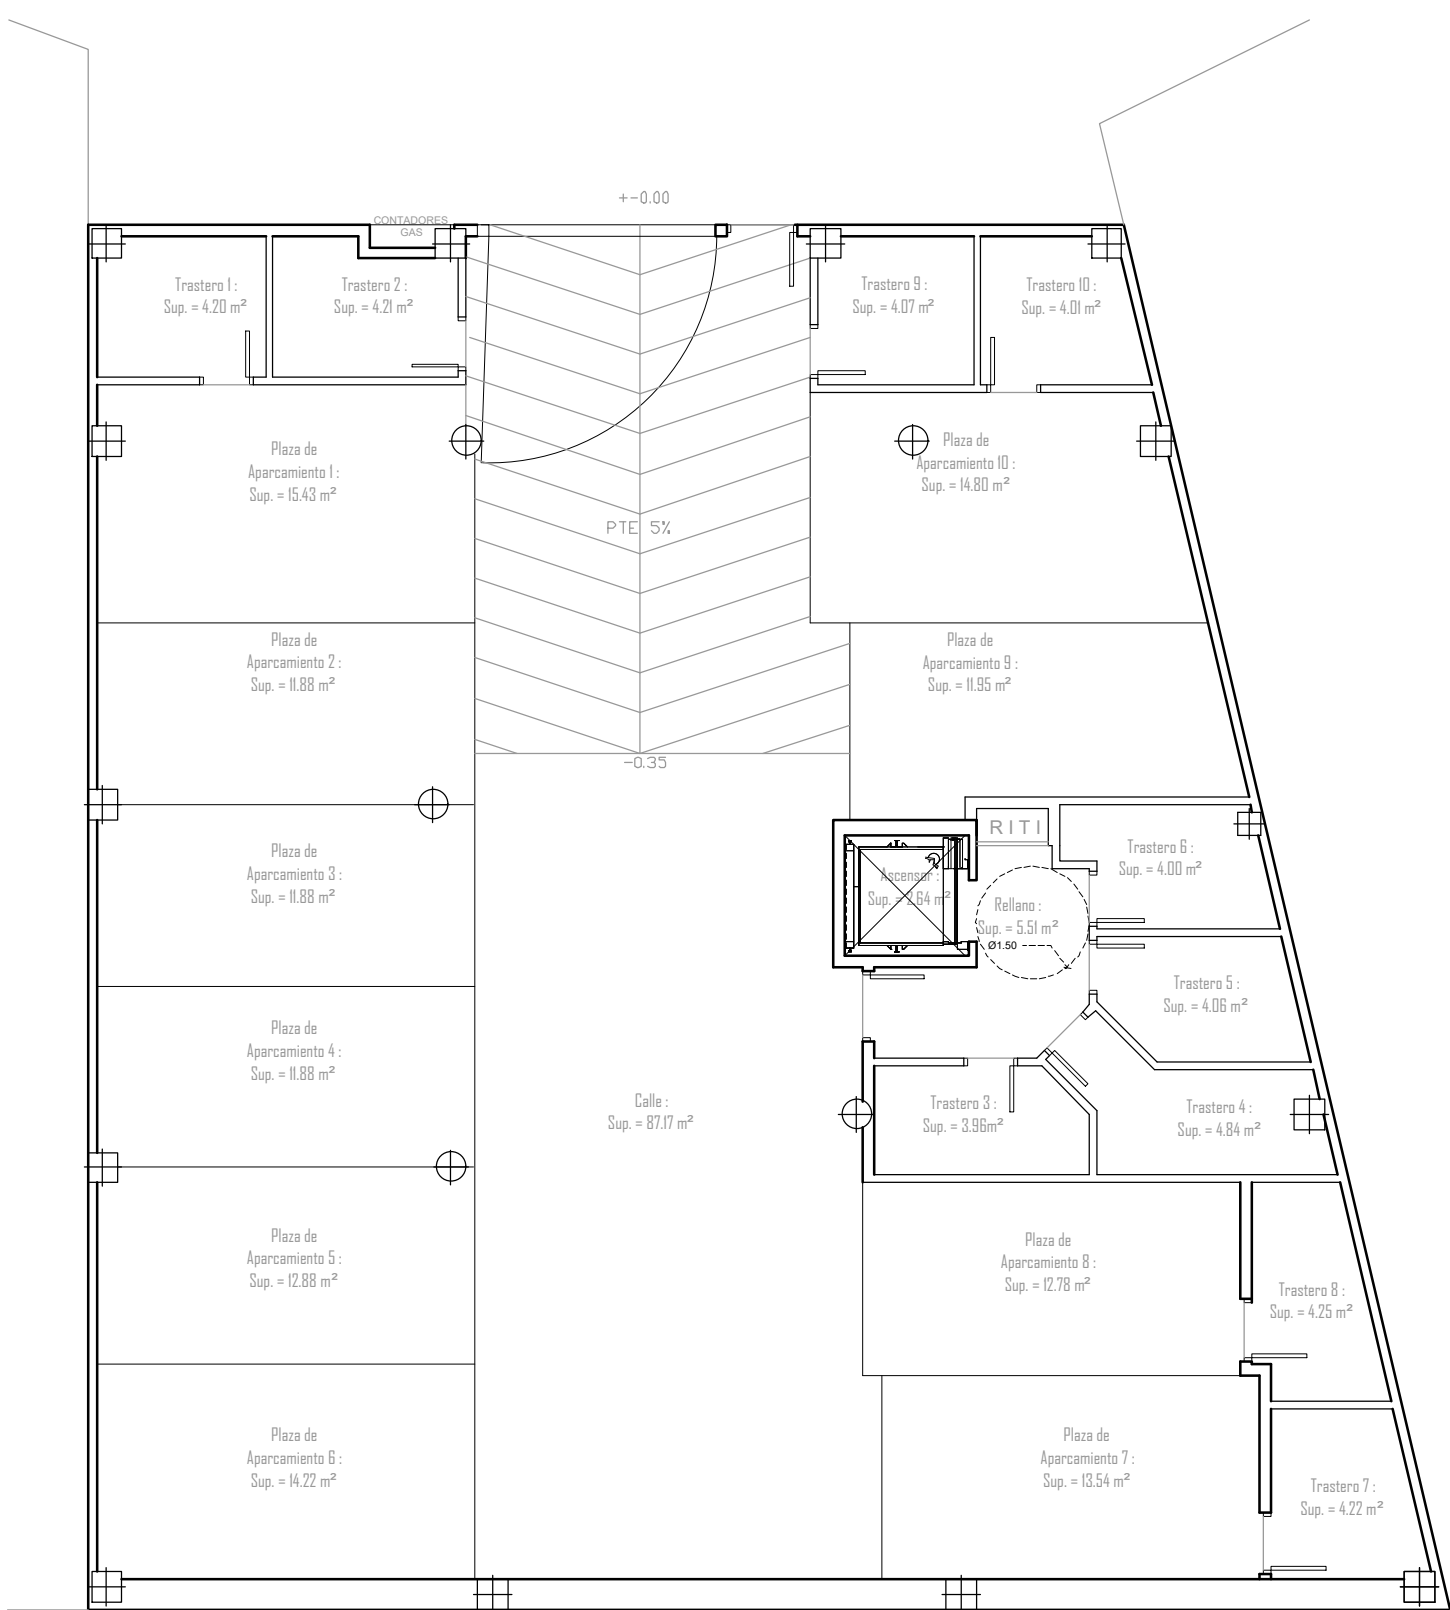 +-0.00
CONTADORES
GAS
Trastero 1 :
Sup. = 4.20 m²
Trastero 2 :
Sup. = 4.21 m²
Trastero 9 :
Sup. = 4.07 m²
Trastero 10 :
Sup. = 4.01 m²
Plaza de
Aparcamiento 1 :
Sup. = 15.43 m²
Plaza de
Aparcamiento 10 :
Sup. = 14.80 m²
PTE 5%
Plaza de
Aparcamiento 2 :
Sup. = 11.88 m²
Plaza de
Aparcamiento 9 :
Sup. = 11.95 m²
-0.35
Plaza de
Aparcamiento 3 :
Sup. = 11.88 m²
RITI
Trastero 6 :
Sup. = 4.00 m²
Ascensor :
Sup. = 2.64 m²
Rellano :
Sup. = 5.51 m²
Ø1.50
Trastero 5 :
Sup. = 4.06 m²
Plaza de
Aparcamiento 4 :
Sup. = 11.88 m²
Calle :
Sup. = 87.17 m²
Trastero 3 :
Sup. = 3.96m²
Trastero 4 :
Sup. = 4.84 m²
Plaza de
Aparcamiento 5 :
Sup. = 12.88 m²
Plaza de
Aparcamiento 8 :
Sup. = 12.78 m²
Trastero 8 :
Sup. = 4.25 m²
Plaza de
Aparcamiento 6 :
Sup. = 14.22 m²
Plaza de
Aparcamiento 7 :
Sup. = 13.54 m²
Trastero 7 :
Sup. = 4.22 m²